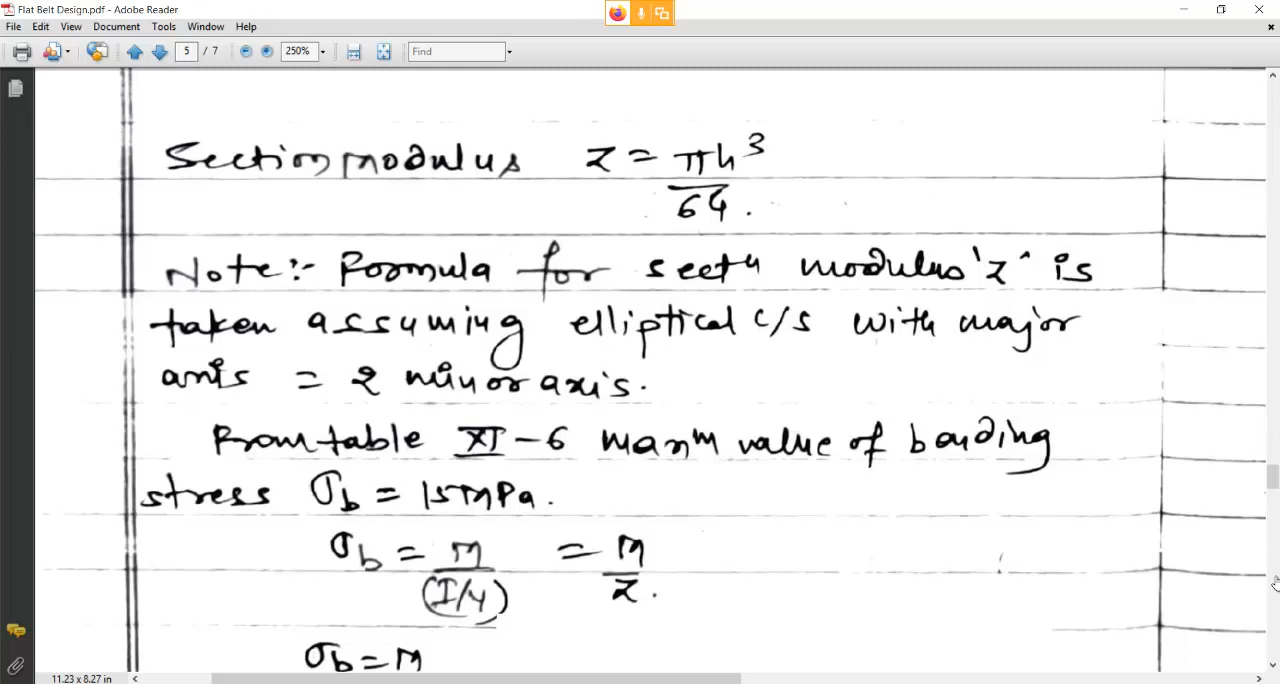 Flat Belt Design.pdf - Adobe Reader
File Edit View Document Tools Window Help
5 / 7 250% Find
Section modulus Z = πh³
64.
Note:- Formula for sectn modulus 'Z' is
taken assuming elliptical c/s with major
axis = 2 minor axis.
From table XI-6 maxm value of bending
stress σb = 15MPa.
σb = M = M
(I/y) Z.
σb = M
11.23 x 8.27 in